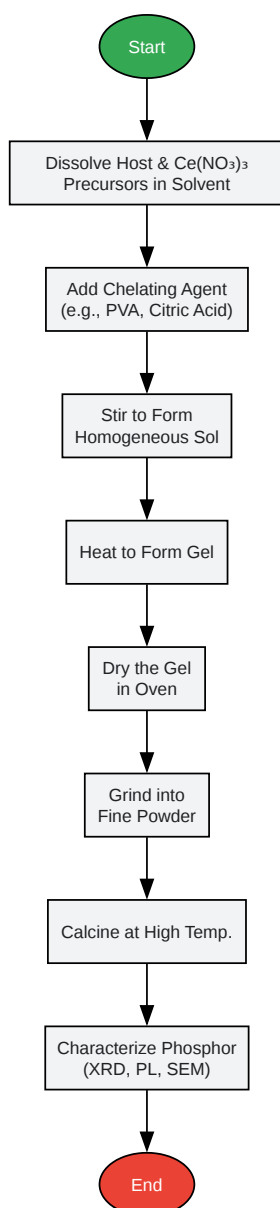 Start
Dissolve Host & Ce(NO₃)₃
Precursors in Solvent
Add Chelating Agent
(e.g., PVA, Citric Acid)
Stir to Form
Homogeneous Sol
Heat to Form Gel
Dry the Gel
in Oven
Grind into
Fine Powder
Calcine at High Temp.
Characterize Phosphor
(XRD, PL, SEM)
End